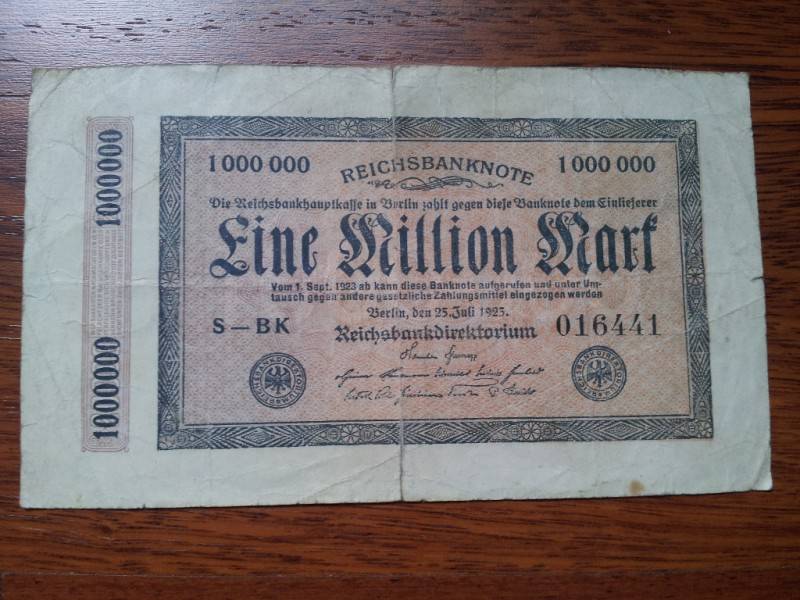 1000000
1000000
1 000 000
REICHSBANKNOTE
1 000 000
Die Reichsbankhauptkasse in Berlin zahlt gegen diese Banknote dem Einlieferer
Eine Million Mark
Vom 1. Sept. 1923 ab kann diese Banknote aufgerufen und unter Um-
tausch gegen andere gesetzliche Zahlungsmittel eingezogen werden
Berlin, den 25. Juli 1923.
S—BK
Reichsbankdirektorium
016441